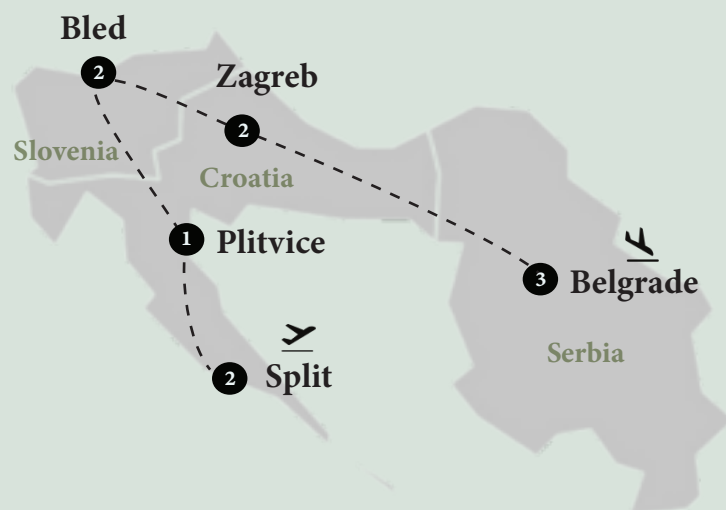 Bled
2
Zagreb
2
Slovenia
Croatia
1
Plitvice
3
Belgrade
Serbia
2
Split